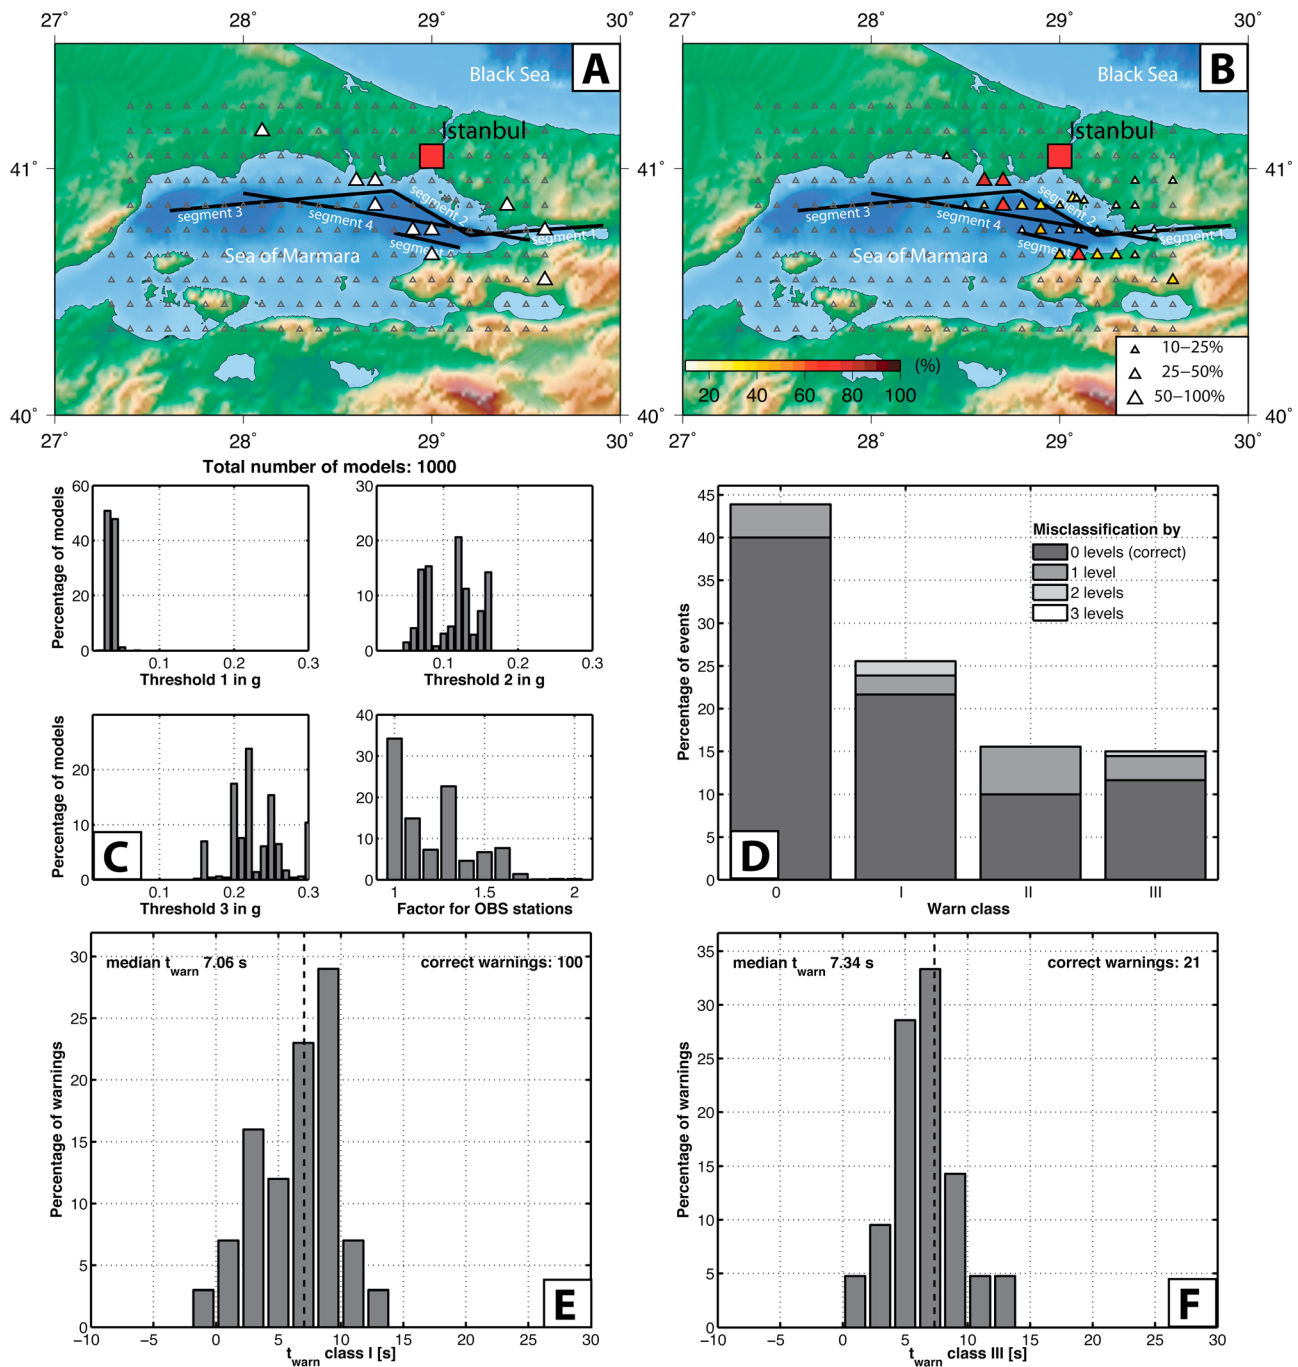 27° 28° 29° 30°
27° 28° 29° 30°
Black Sea
A
Istanbul
41°
segment 2
segment 3
segment 4
segment 1
segment
Sea of Marmara
40°
27° 28° 29° 30°
Black Sea
B
Istanbul
41°
segment 2
segment 3
segment 4
segment 1
segment
Sea of Marmara
10–25%
25–50%
50–100%
(%)
20 40 60 80 100
40°
27° 28° 29° 30°
Total number of models: 1000
Percentage of models
60
40
20
0
0.1 0.2 0.3
Threshold 1 in g
30
20
10
0
0.1 0.2 0.3
Threshold 2 in g
Percentage of models
20
10
0
C
0.1 0.2 0.3
Threshold 3 in g
40
30
20
10
0
1 1.5 2
Factor for OBS stations
Percentage of events
45
40
35
30
25
20
15
10
5
0
Misclassification by
0 levels (correct)
1 level
2 levels
3 levels
D
0 I II III
Warn class
Percentage of warnings
30
25
20
15
10
5
0
median t warn 7.06 s
correct warnings: 100
E
−10 −5 0 5 10 15 20 25 30
t warn class I [s]
Percentage of warnings
35
30
25
20
15
10
5
0
median t warn 7.34 s
correct warnings: 21
F
−10 −5 0 5 10 15 20 25 30
t warn class III [s]